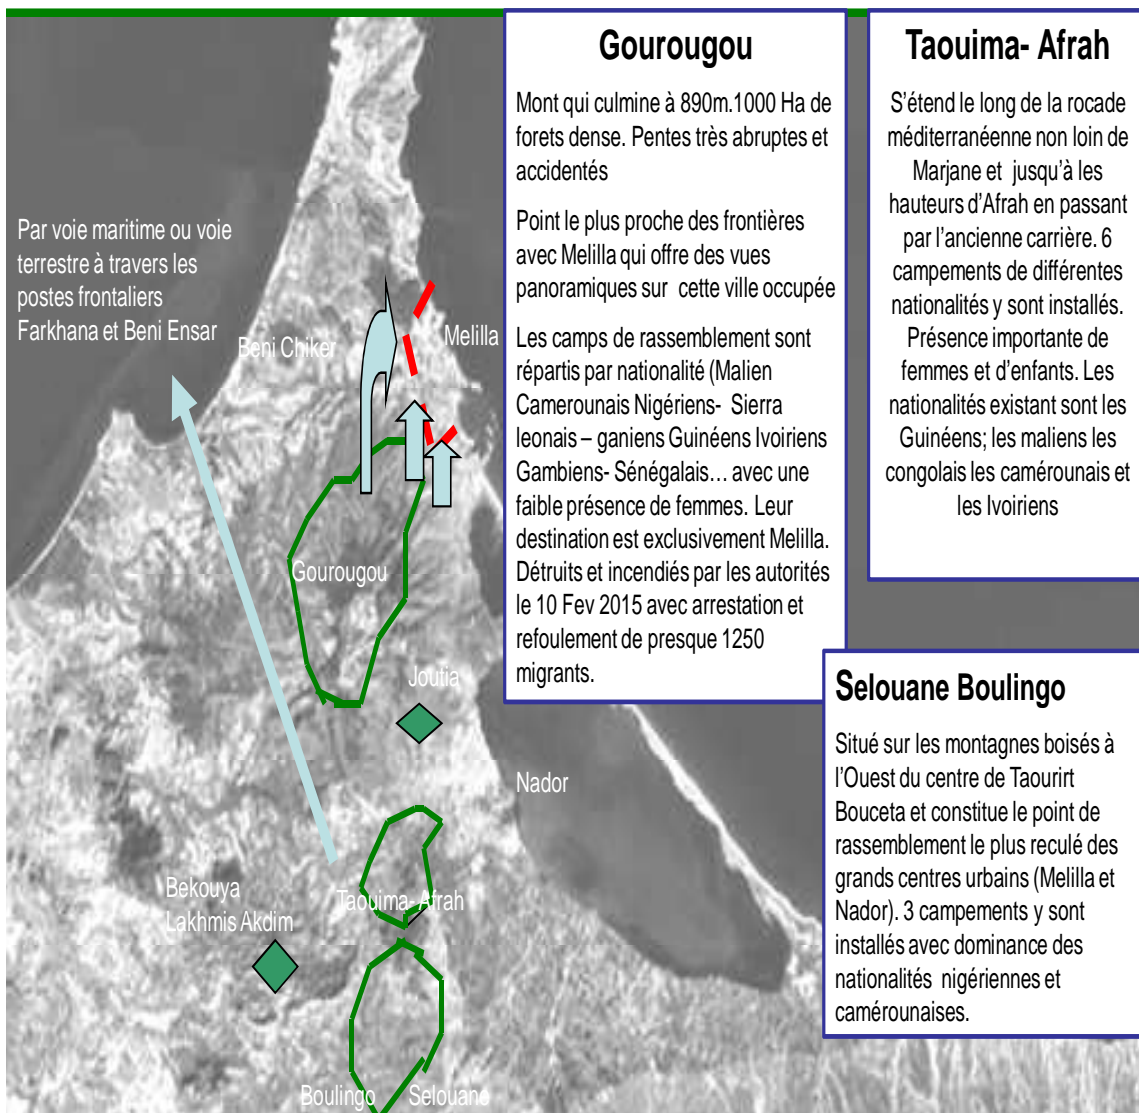 Gourougou
Mont qui culmine à 890m.1000 Ha de
forets dense. Pentes très abruptes et
accidentés
Point le plus proche des frontières
avec Melilla qui offre des vues
panoramiques sur cette ville occupée
Les camps de rassemblement sont
répartis par nationalité (Malien
Camerounais Nigériens- Sierra
leonais – ganiens Guinéens Ivoiriens
Gambiens- Sénégalais… avec une
faible présence de femmes. Leur
destination est exclusivement Melilla.
Détruits et incendiés par les autorités
le 10 Fev 2015 avec arrestation et
refoulement de presque 1250
migrants.
Taouima- Afrah
S’étend le long de la rocade
méditerranéenne non loin de
Marjane et jusqu’à les
hauteurs d’Afrah en passant
par l’ancienne carrière. 6
campements de différentes
nationalités y sont installés.
Présence importante de
femmes et d’enfants. Les
nationalités existant sont les
Guinéens; les maliens les
congolais les camérounais et
les Ivoiriens
Par voie maritime ou voie
terrestre à travers les
postes frontaliers
Farkhana et Beni Ensar
Beni Chiker
Melilla
Gourougou
Joutia
Nador
Selouane Boulingo
Situé sur les montagnes boisés à
l’Ouest du centre de Taourirt
Bouceta et constitue le point de
rassemblement le plus reculé des
grands centres urbains (Melilla et
Nador). 3 campements y sont
installés avec dominance des
nationalités nigériennes et
camérounaises.
Bekouya
Lakhmis Akdim
Taouima- Afrah
Boulingo
Selouane